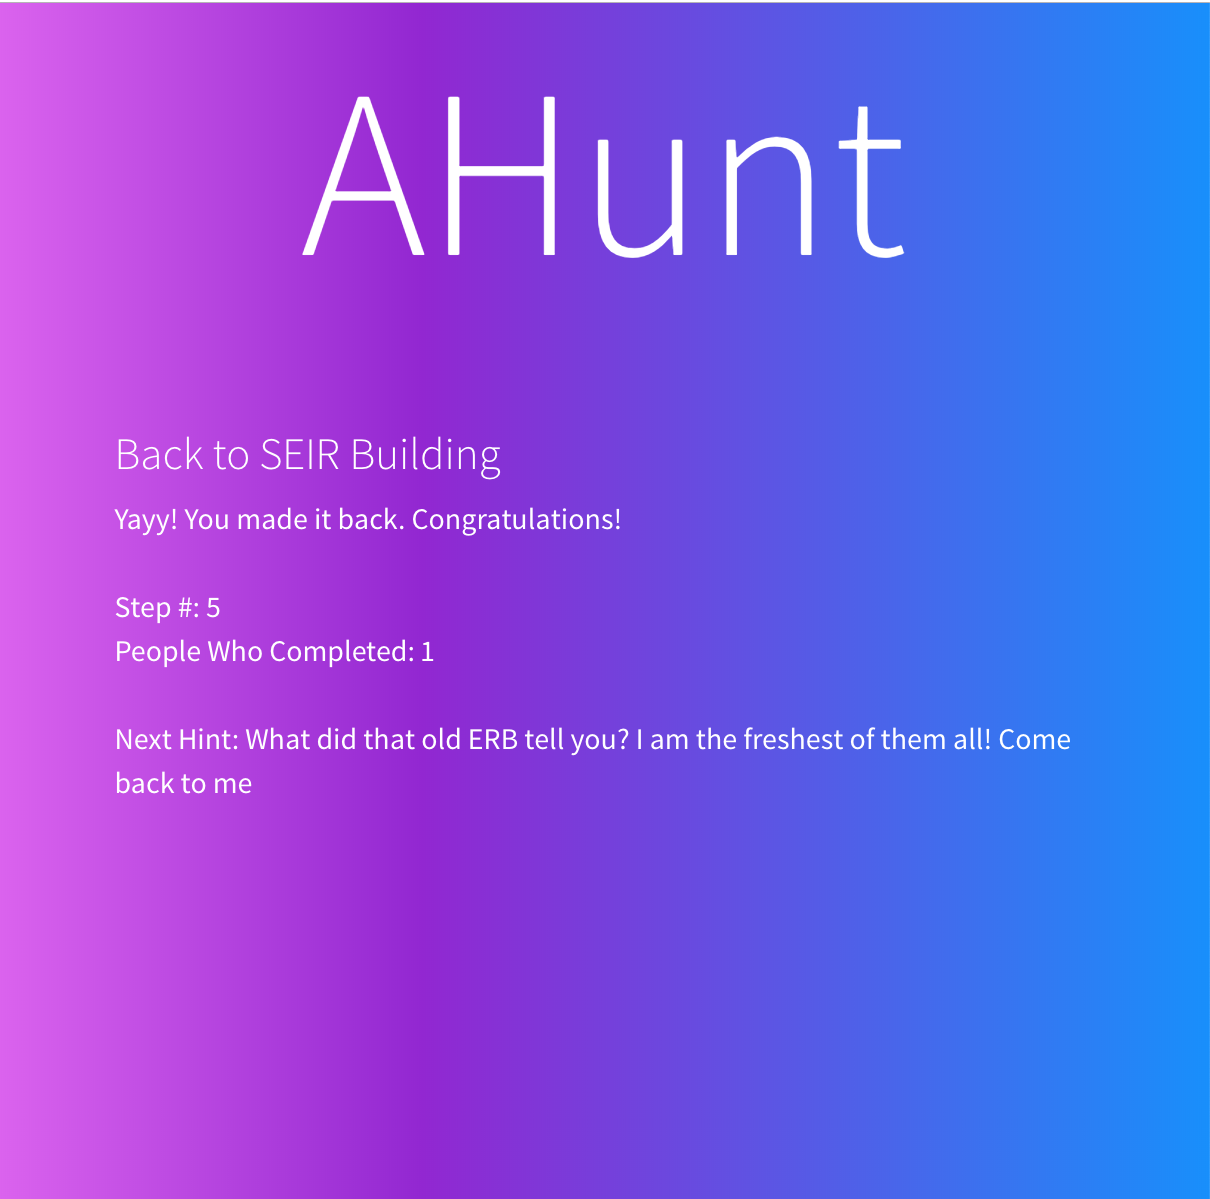 AHunt
Back to SEIR Building
Yayy! You made it back. Congratulations!
Step #: 5
People Who Completed: 1
Next Hint: What did that old ERB tell you? I am the freshest of them all! Come
back to me